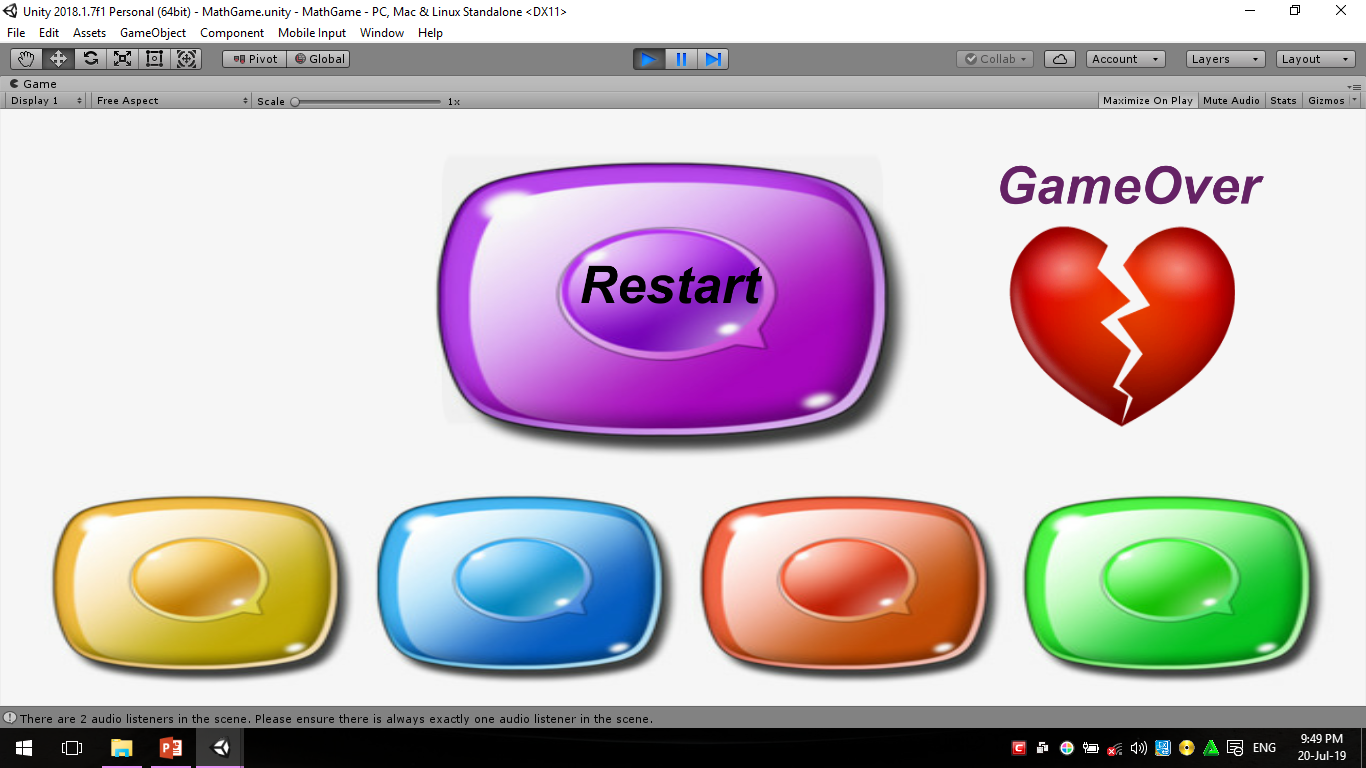 Unity 2018.1.7f1 Personal (64bit) - MathGame.unity - MathGame - PC, Mac & Linux Standalone <DX11>
File Edit Assets GameObject Component Mobile Input Window Help
Pivot Global Collab Account Layers Layout
Game
Display 1 Free Aspect Scale 1x Maximize On Play Mute Audio Stats Gizmos
GameOver
Restart
There are 2 audio listeners in the scene. Please ensure there is always exactly one audio listener in the scene.
ENG 9:49 PM
20-Jul-19